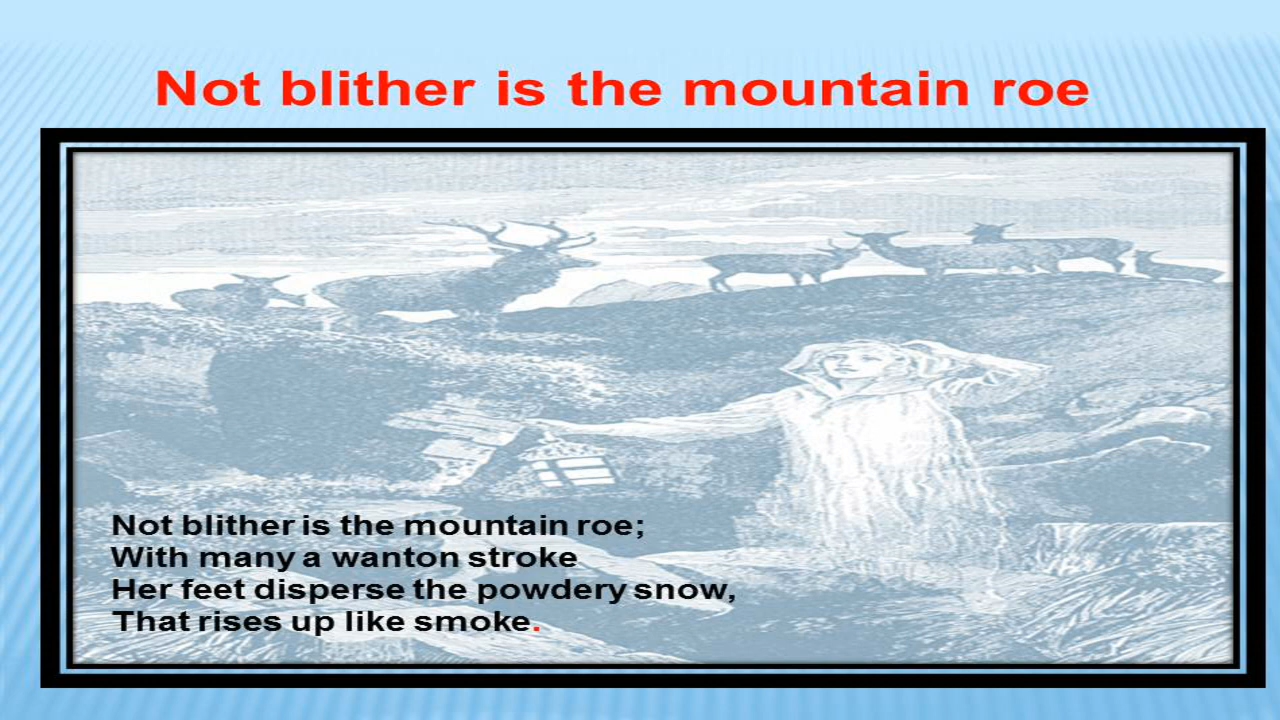 Not blither is the mountain roe
Not blither is the mountain roe;
With many a wanton stroke
Her feet disperse the powdery snow,
That rises up like smoke.